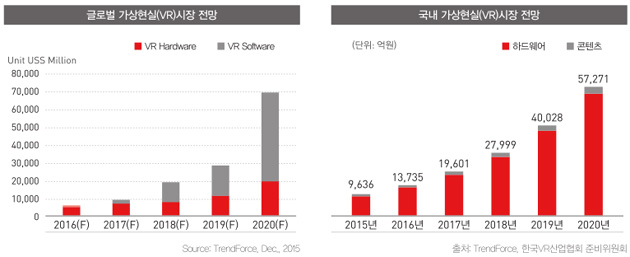 글로벌 가상현실(VR)시장 전망
VR Hardware VR Software
Unit USS Million
80,000
70,000
60,000
50,000
40,000
30,000
20,000
10,000
0
2016(F) 2017(F) 2018(F) 2019(F) 2020(F)
Source: TrendForce, Dec., 2015
국내 가상현실(VR)시장 전망
(단위: 억원) 하드웨어 콘텐츠
9,636 13,735 19,601 27,999 40,028 57,271
2015년 2016년 2017년 2018년 2019년 2020년
출처: TrendForce, 한국VR산업협회 준비위원회